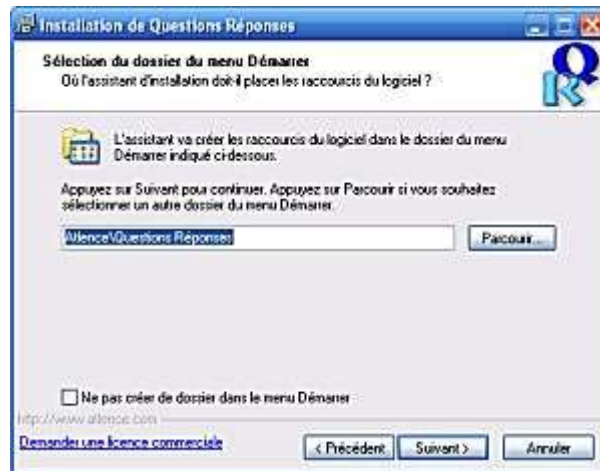 Installation de Questions Réponses
Sélection du dossier du menu Démarrer
Où l'assistant d'installation doit-il placer les raccourcis du logiciel ?
QR
L'assistant va créer les raccourcis du logiciel dans le dossier du menu
Démarrer indiqué ci-dessous.
Appuyez sur Suivant pour continuer. Appuyez sur Parcourir si vous souhaitez
sélectionner un autre dossier du menu Démarrer.
Atlence\Questions Réponses
Parcourir...
Ne pas créer de dossier dans le menu Démarrer
http://www.atlence.com
Demander une licence commerciale
< Précédent
Suivant >
Annuler